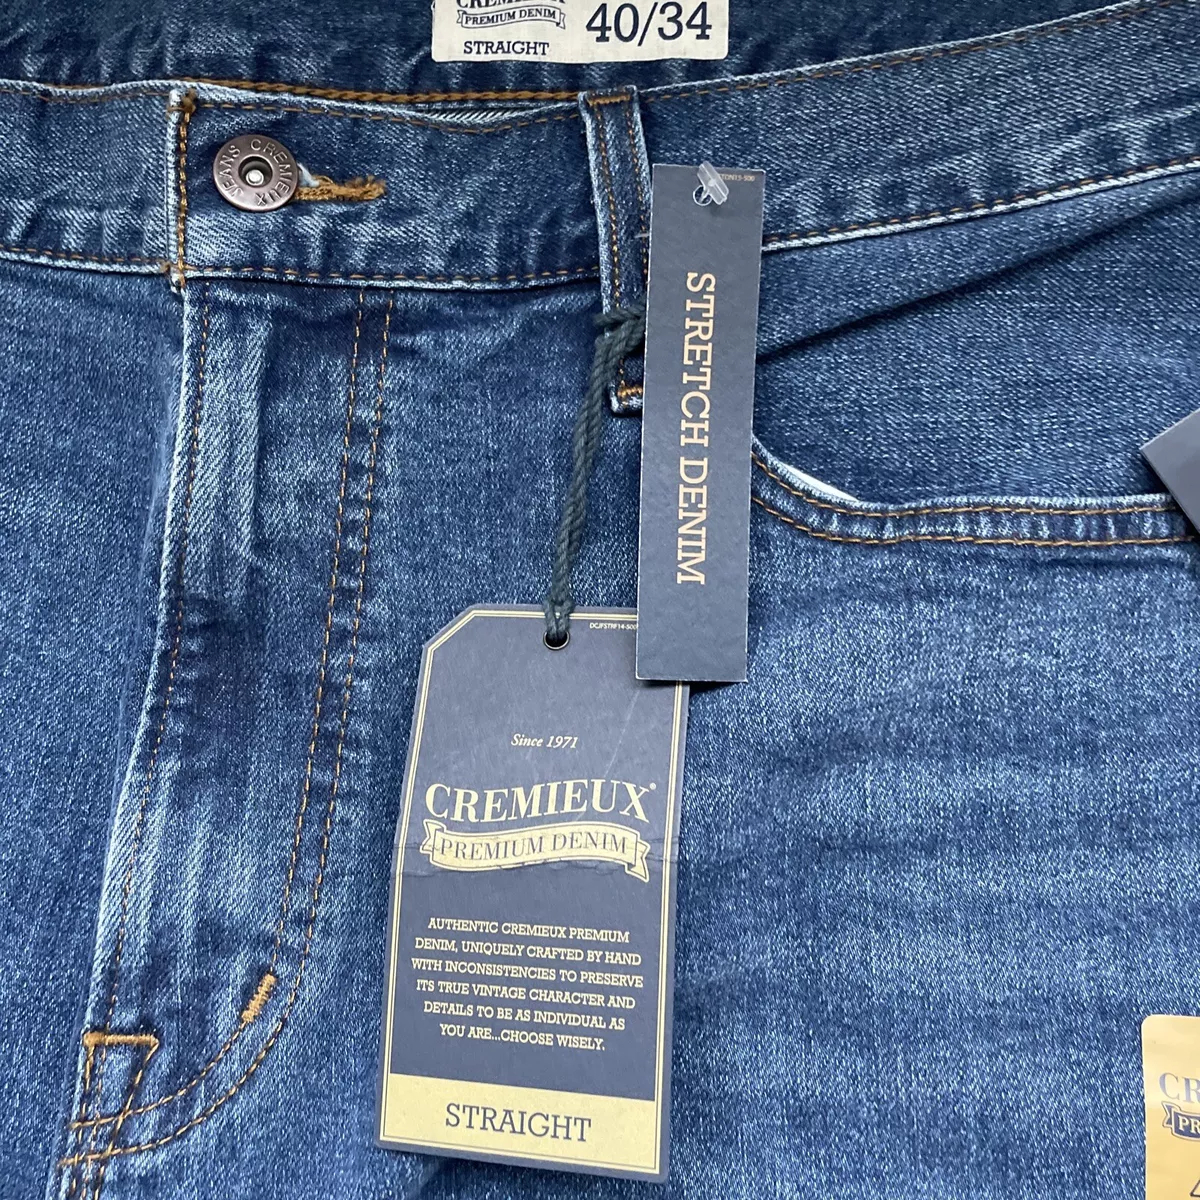 CREMIEUX
PREMIUM DENIM
STRAIGHT
40/34
JEANS CREMIEUX
STRETCH DENIM
Since 1971
CREMIEUX®
PREMIUM DENIM
AUTHENTIC CREMIEUX PREMIUM
DENIM, UNIQUELY CRAFTED BY HAND
WITH INCONSISTENCIES TO PRESERVE
ITS TRUE VINTAGE CHARACTER AND
DETAILS TO BE AS INDIVIDUAL AS
YOU ARE...CHOOSE WISELY.
STRAIGHT
CR
PR